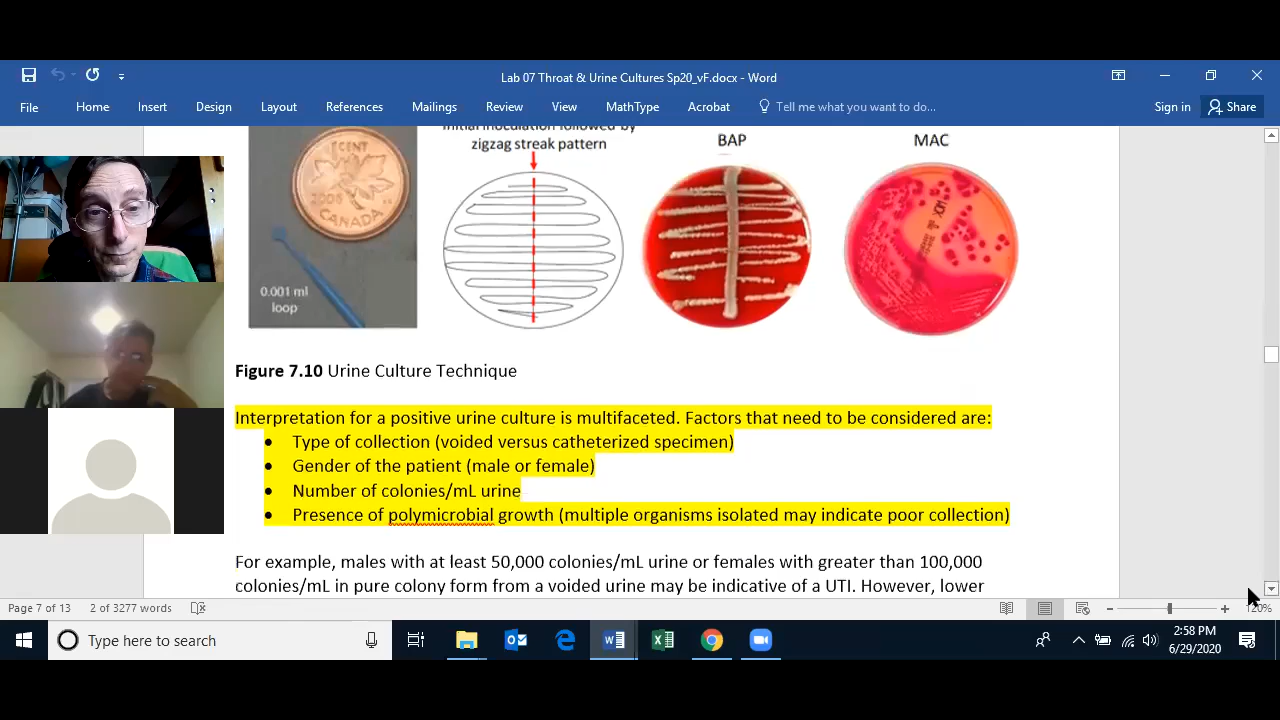 Lab 07 Throat & Urine Cultures Sp20_vF.docx - Word
File Home Insert Design Layout References Mailings Review View MathType Acrobat Tell me what you want to do... Sign in Share
initial inoculation followed by
zigzag streak pattern
BAP
MAC
1 CENT
2006
CANADA
0.001 ml
loop
Figure 7.10 Urine Culture Technique
Interpretation for a positive urine culture is multifaceted. Factors that need to be considered are:
• Type of collection (voided versus catheterized specimen)
• Gender of the patient (male or female)
• Number of colonies/mL urine
• Presence of polymicrobial growth (multiple organisms isolated may indicate poor collection)
For example, males with at least 50,000 colonies/mL urine or females with greater than 100,000
colonies/mL in pure colony form from a voided urine may be indicative of a UTI. However, lower
Page 7 of 13 2 of 3277 words 120%
Type here to search
2:58 PM
6/29/2020